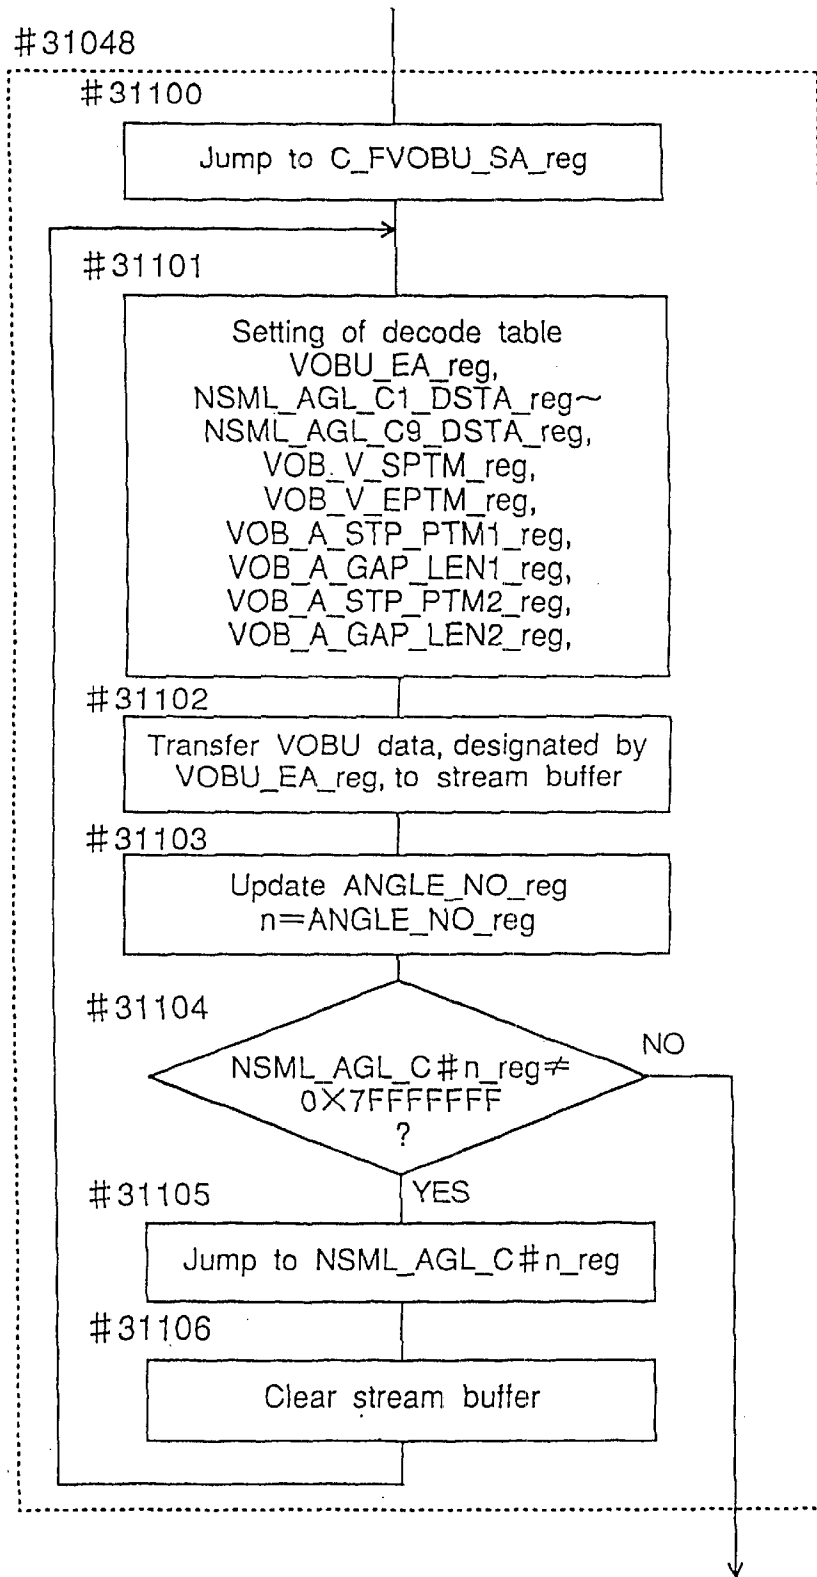 #31048
#31100
Jump to C_FVOBU_SA_reg
#31101
Setting of decode table
VOBU_EA_reg,
NSML_AGL_C1_DSTA_reg~
NSML_AGL_C9_DSTA_reg,
VOB_V_SPTM_reg,
VOB_V_EPTM_reg,
VOB_A_STP_PTM1_reg,
VOB_A_GAP_LEN1_reg,
VOB_A_STP_PTM2_reg,
VOB_A_GAP_LEN2_reg,
#31102
Transfer VOBU data, designated by
VOBU_EA_reg, to stream buffer
#31103
Update ANGLE_NO_reg
n=ANGLE_NO_reg
#31104
NSML_AGL_C#n_reg≠
0X7FFFFFFF
?
NO
YES
#31105
Jump to NSML_AGL_C#n_reg
#31106
Clear stream buffer